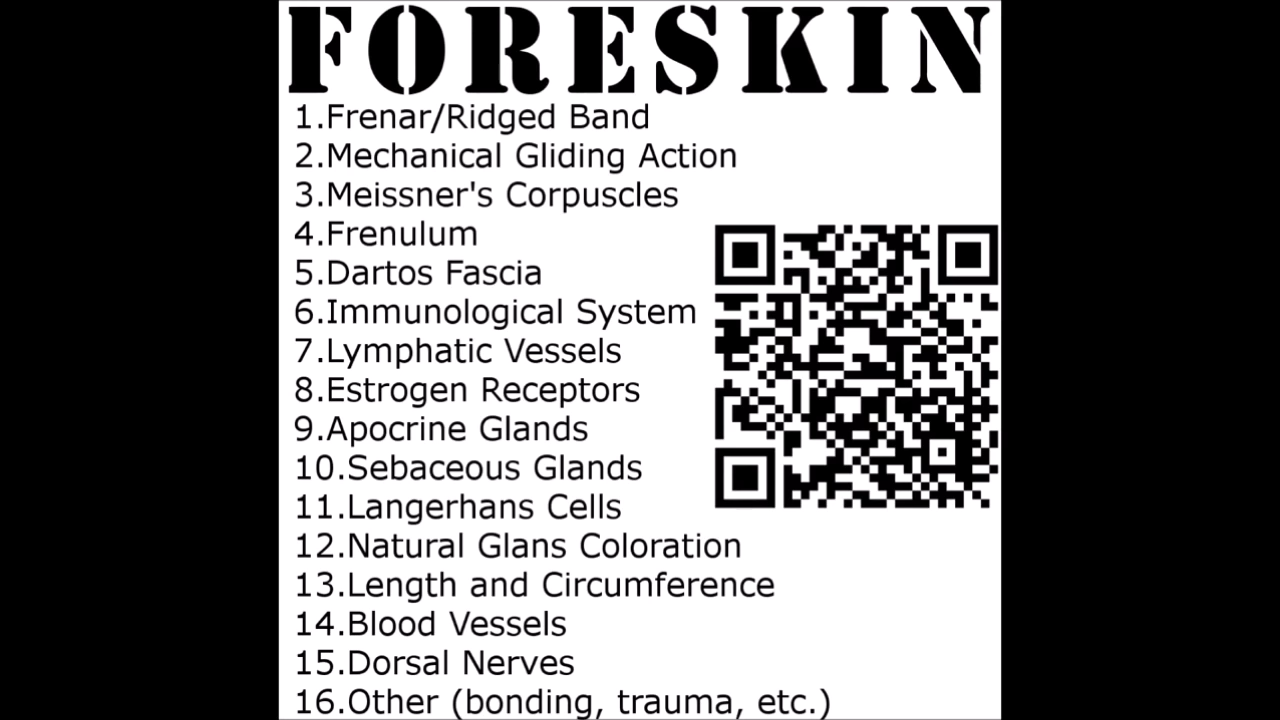 FORESKIN
1.Frenar/Ridged Band
2.Mechanical Gliding Action
3.Meissner's Corpuscles
4.Frenulum
5.Dartos Fascia
6.Immunological System
7.Lymphatic Vessels
8.Estrogen Receptors
9.Apocrine Glands
10.Sebaceous Glands
11.Langerhans Cells
12.Natural Glans Coloration
13.Length and Circumference
14.Blood Vessels
15.Dorsal Nerves
16.Other (bonding, trauma, etc.)